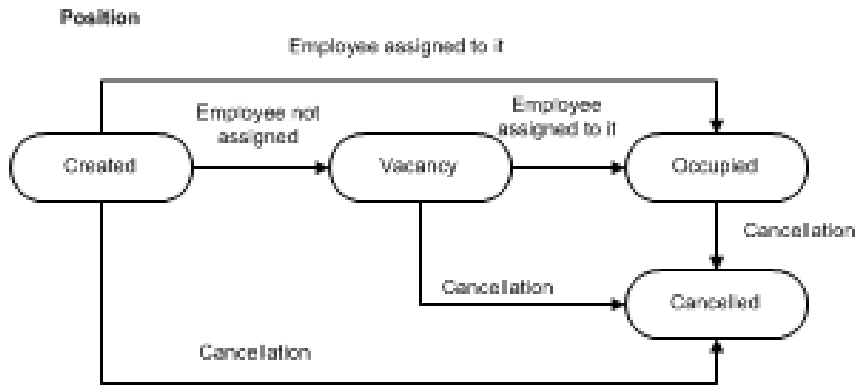 Position
Employee assigned to it
Employee not
assigned
Employee
assigned to it
Created
Vacancy
Occupied
Cancellation
Cancellation
Cancelled
Cancellation